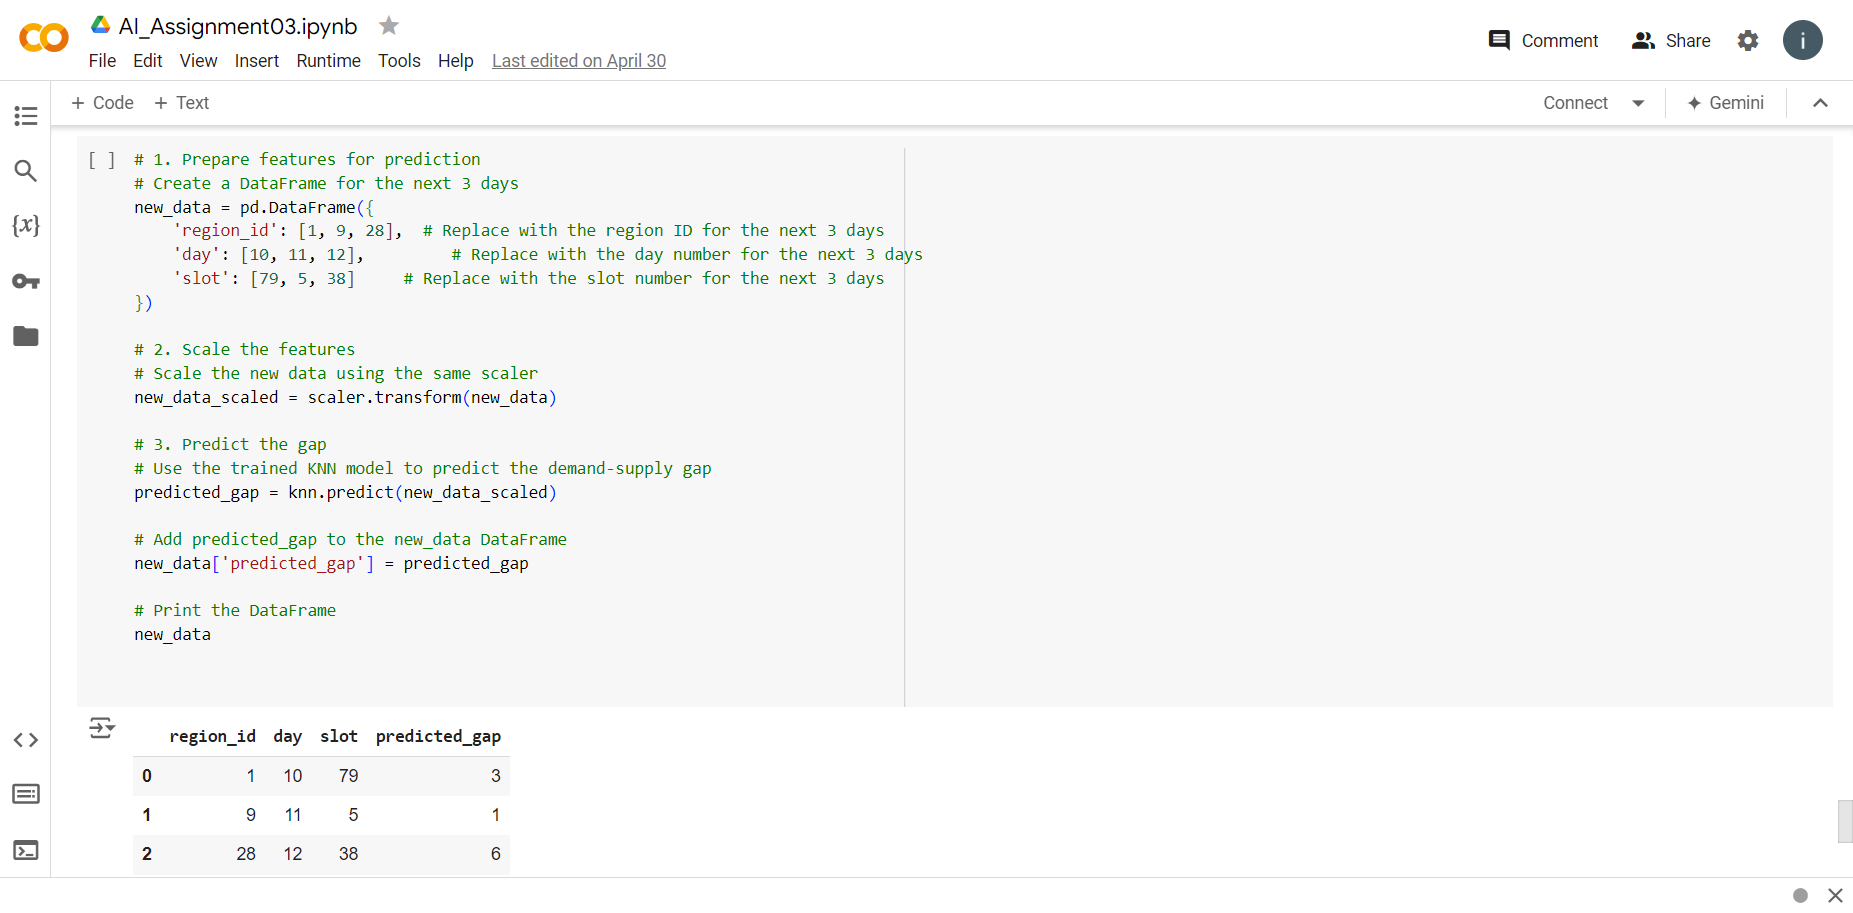 AI_Assignment03.ipynb
File Edit View Insert Runtime Tools Help Last edited on April 30
Comment Share i
+ Code + Text
Connect Gemini
{x}
[ ] # 1. Prepare features for prediction
# Create a DataFrame for the next 3 days
new_data = pd.DataFrame({
    'region_id': [1, 9, 28],  # Replace with the region ID for the next 3 days
    'day': [10, 11, 12],         # Replace with the day number for the next 3 days
    'slot': [79, 5, 38]     # Replace with the slot number for the next 3 days
})
# 2. Scale the features
# Scale the new data using the same scaler
new_data_scaled = scaler.transform(new_data)
# 3. Predict the gap
# Use the trained KNN model to predict the demand-supply gap
predicted_gap = knn.predict(new_data_scaled)
# Add predicted_gap to the new_data DataFrame
new_data['predicted_gap'] = predicted_gap
# Print the DataFrame
new_data
region_id day slot predicted_gap
0 1 10 79 3
1 9 11 5 1
2 28 12 38 6